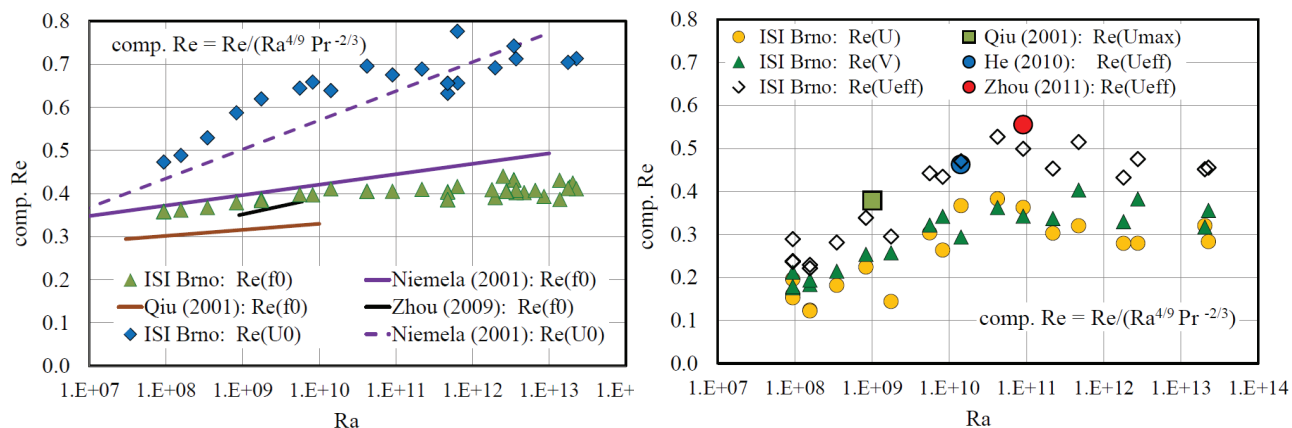 0.8
0.7
0.6
0.5
0.4
0.3
0.2
0.1
0.0
comp. Re
comp. Re = Re/(Ra4/9 Pr -2/3)
ISI Brno: Re(f0)
Niemela (2001): Re(f0)
Qiu (2001): Re(f0)
Zhou (2009): Re(f0)
ISI Brno: Re(U0)
Niemela (2001): Re(U0)
1.E+07 1.E+08 1.E+09 1.E+10 1.E+11 1.E+12 1.E+13 1.E+
Ra
0.8
0.7
0.6
0.5
0.4
0.3
0.2
0.1
0.0
comp. Re
ISI Brno: Re(U)
Qiu (2001): Re(Umax)
ISI Brno: Re(V)
He (2010): Re(Ueff)
ISI Brno: Re(Ueff)
Zhou (2011): Re(Ueff)
comp. Re = Re/(Ra4/9 Pr -2/3)
1.E+07 1.E+08 1.E+09 1.E+10 1.E+11 1.E+12 1.E+13 1.E+14
Ra